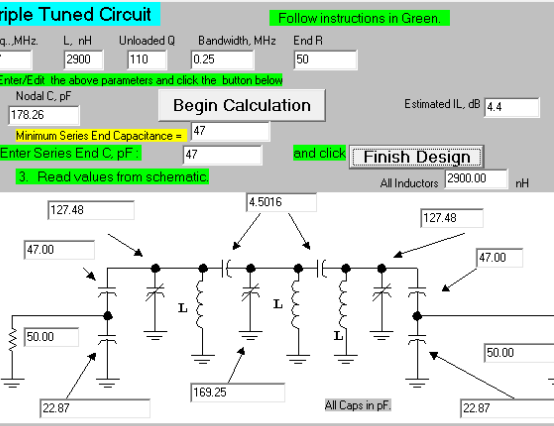 riple Tuned Circuit
Follow instructions in Green.
q.,MHz. L, nH Unloaded Q Bandwidth, MHz End R
2900 110 0.25 50
Enter/Edit the above parameters and click the button below
Nodal C, pF
178.26
Begin Calculation
Estimated IL, dB 4.4
Minimum Series End Capacitance = 47
Enter Series End C, pF: 47 and click Finish Design
3. Read values from schematic.
All Inductors 2900.00 nH
127.48 4.5016 127.48
47.00 47.00
L L L
50.00 50.00
22.87 169.25 All Caps in pF. 22.87